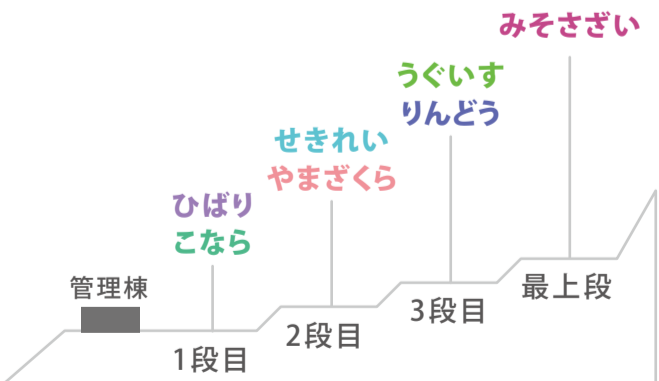 みそさざい
うぐいす
りんどう
せきれい
やまざくら
ひばり
こなら
管理棟
1段目
2段目
3段目
最上段